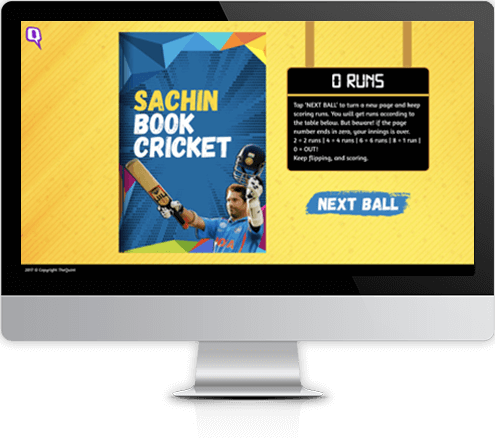 SACHIN
BOOK
CRICKET
0 RUNS
Tap 'NEXT BALL' to turn a new page and keep
scoring runs. You will get runs according to
the table below. But beware! if the page
number ends in zero, your innings is over.
2 = 2 runs | 4 = 4 runs | 6 = 6 runs | 8 = 1 run |
0 = OUT!
Keep flipping, and scoring.
NEXT BALL
2017 © Copyright TheQuint